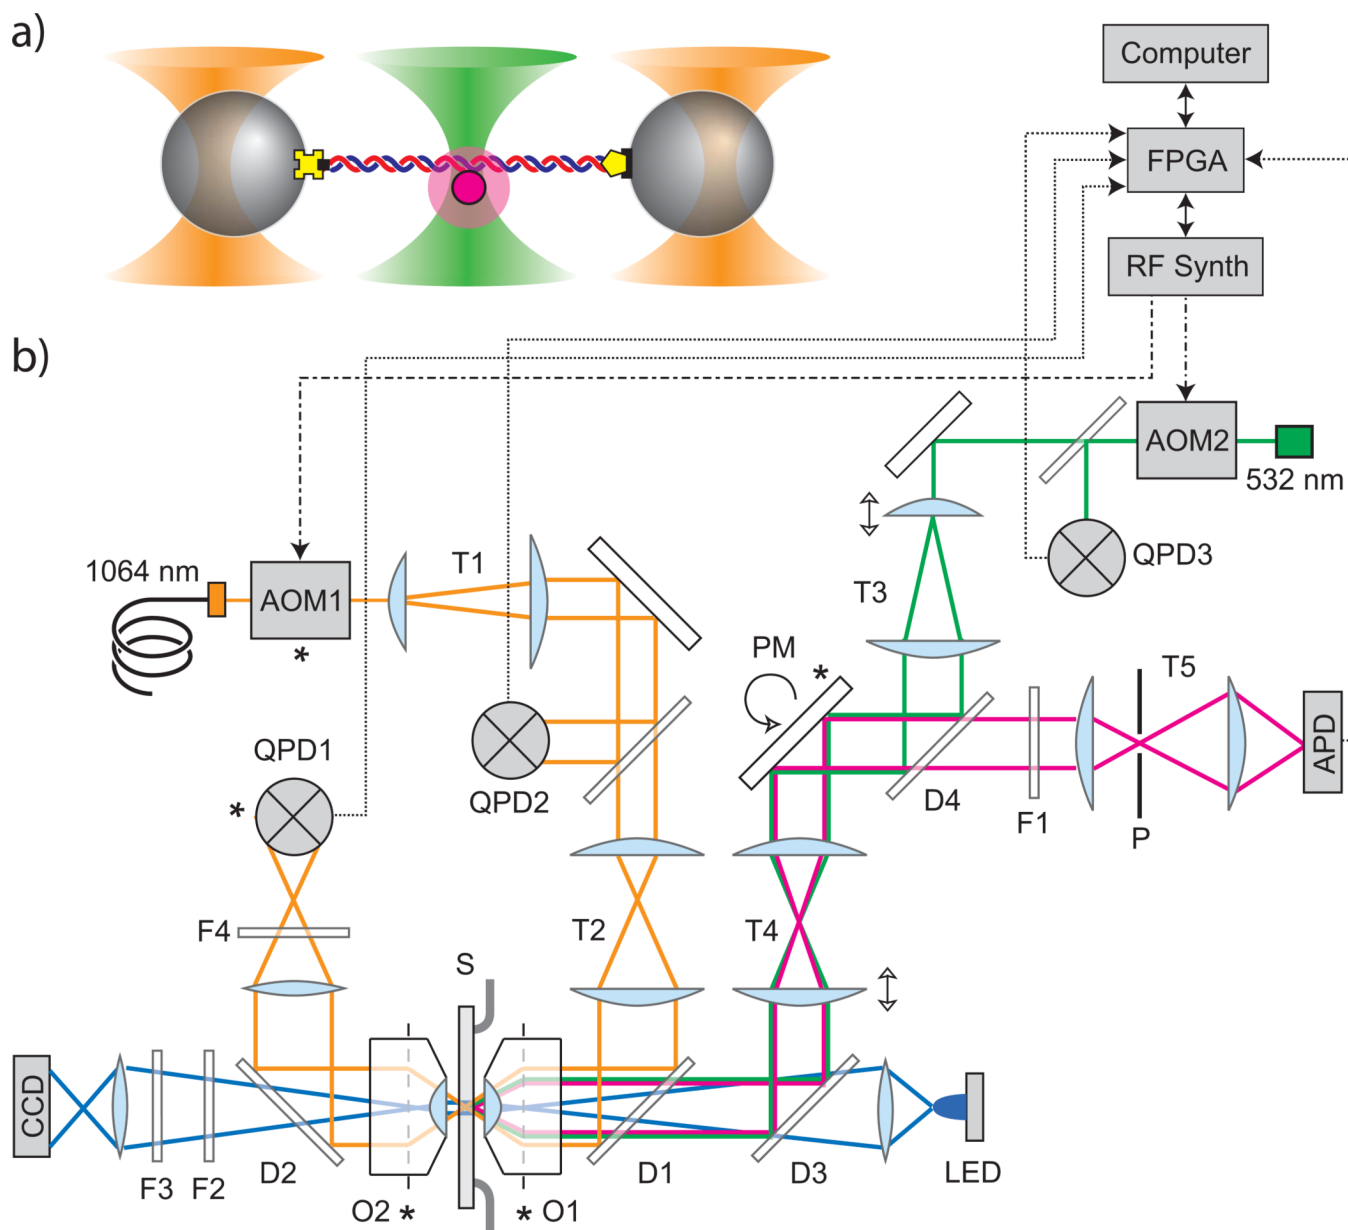 a)
Computer
FPGA
RF Synth
b)
AOM2
532 nm
QPD3
1064 nm
AOM1
*
T1
T3
PM
*
T5
QPD1
*
QPD2
D4
F1
P
APD
F4
T2
T4
S
CCD
F3
F2
D2
O2
*
*
O1
D1
D3
LED